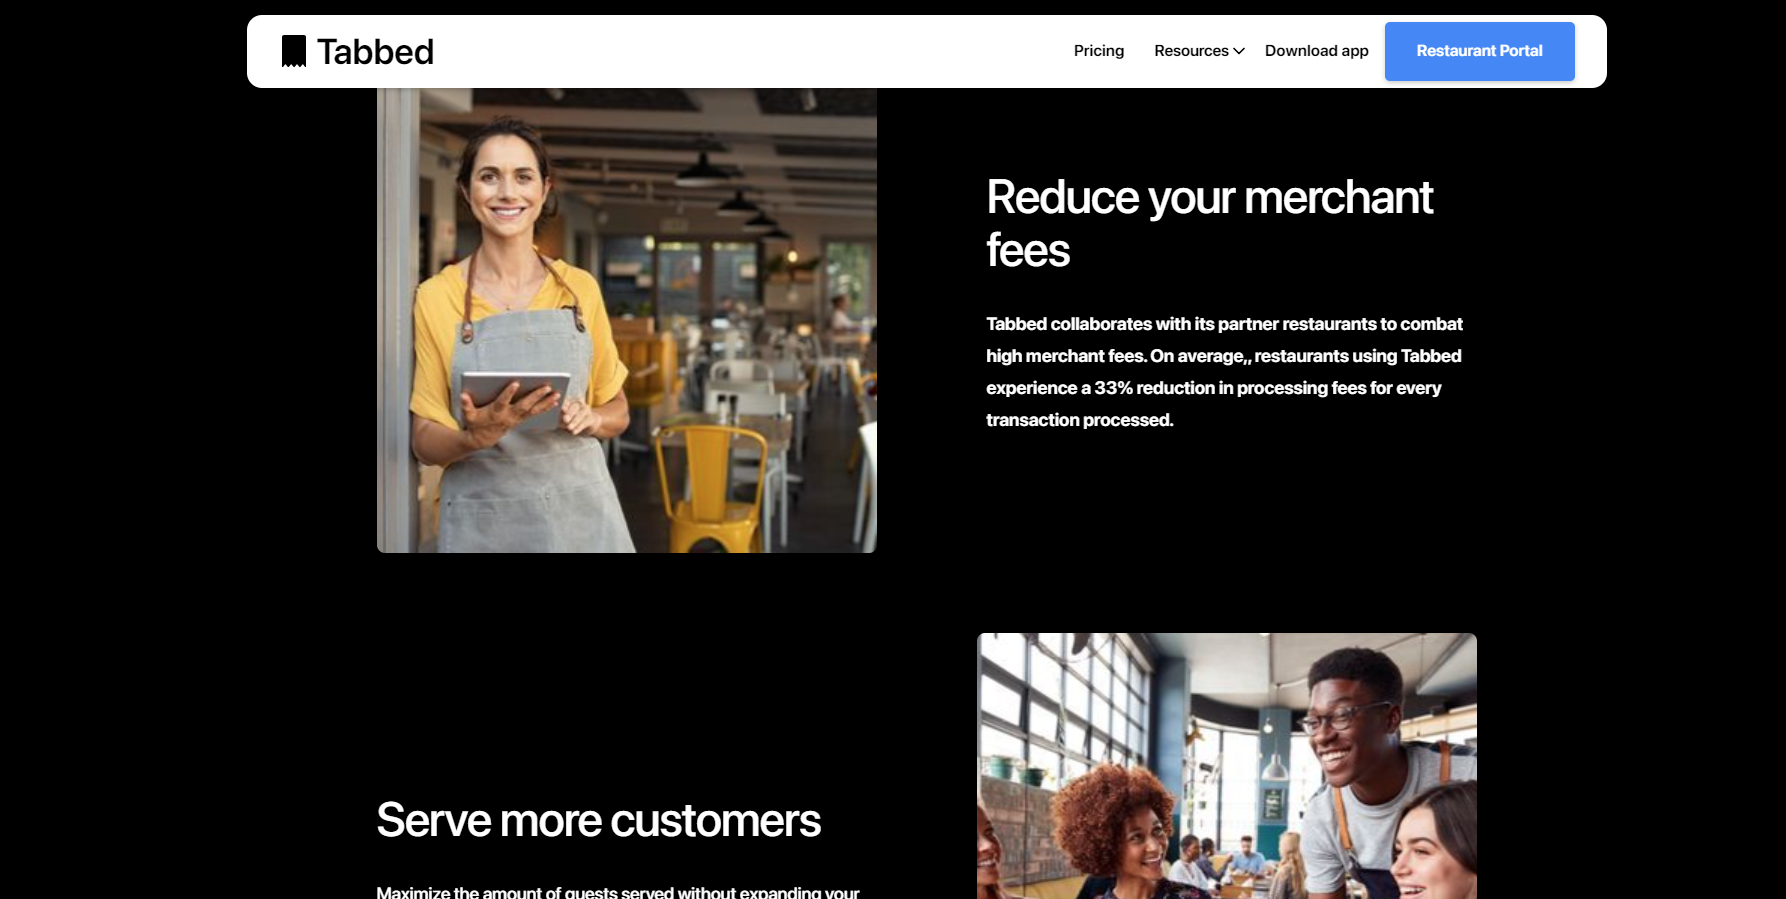 Tabbed
Pricing
Resources
Download app
Restaurant Portal
Reduce your merchant
fees
Tabbed collaborates with its partner restaurants to combat
high merchant fees. On average,, restaurants using Tabbed
experience a 33% reduction in processing fees for every
transaction processed.
Serve more customers
Maximize the amount of guests served without expanding your